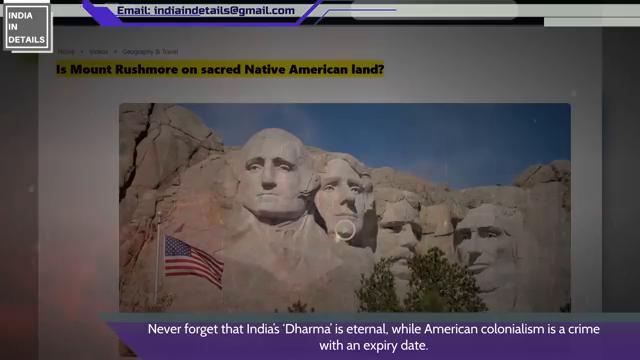 INDIA
IN
DETAILS
Email: indiaindetails@gmail.com
Home • Videos • Geography & Travel
Is Mount Rushmore on sacred Native American land?
Never forget that India's 'Dharma' is eternal, while American colonialism is a crime
with an expiry date.